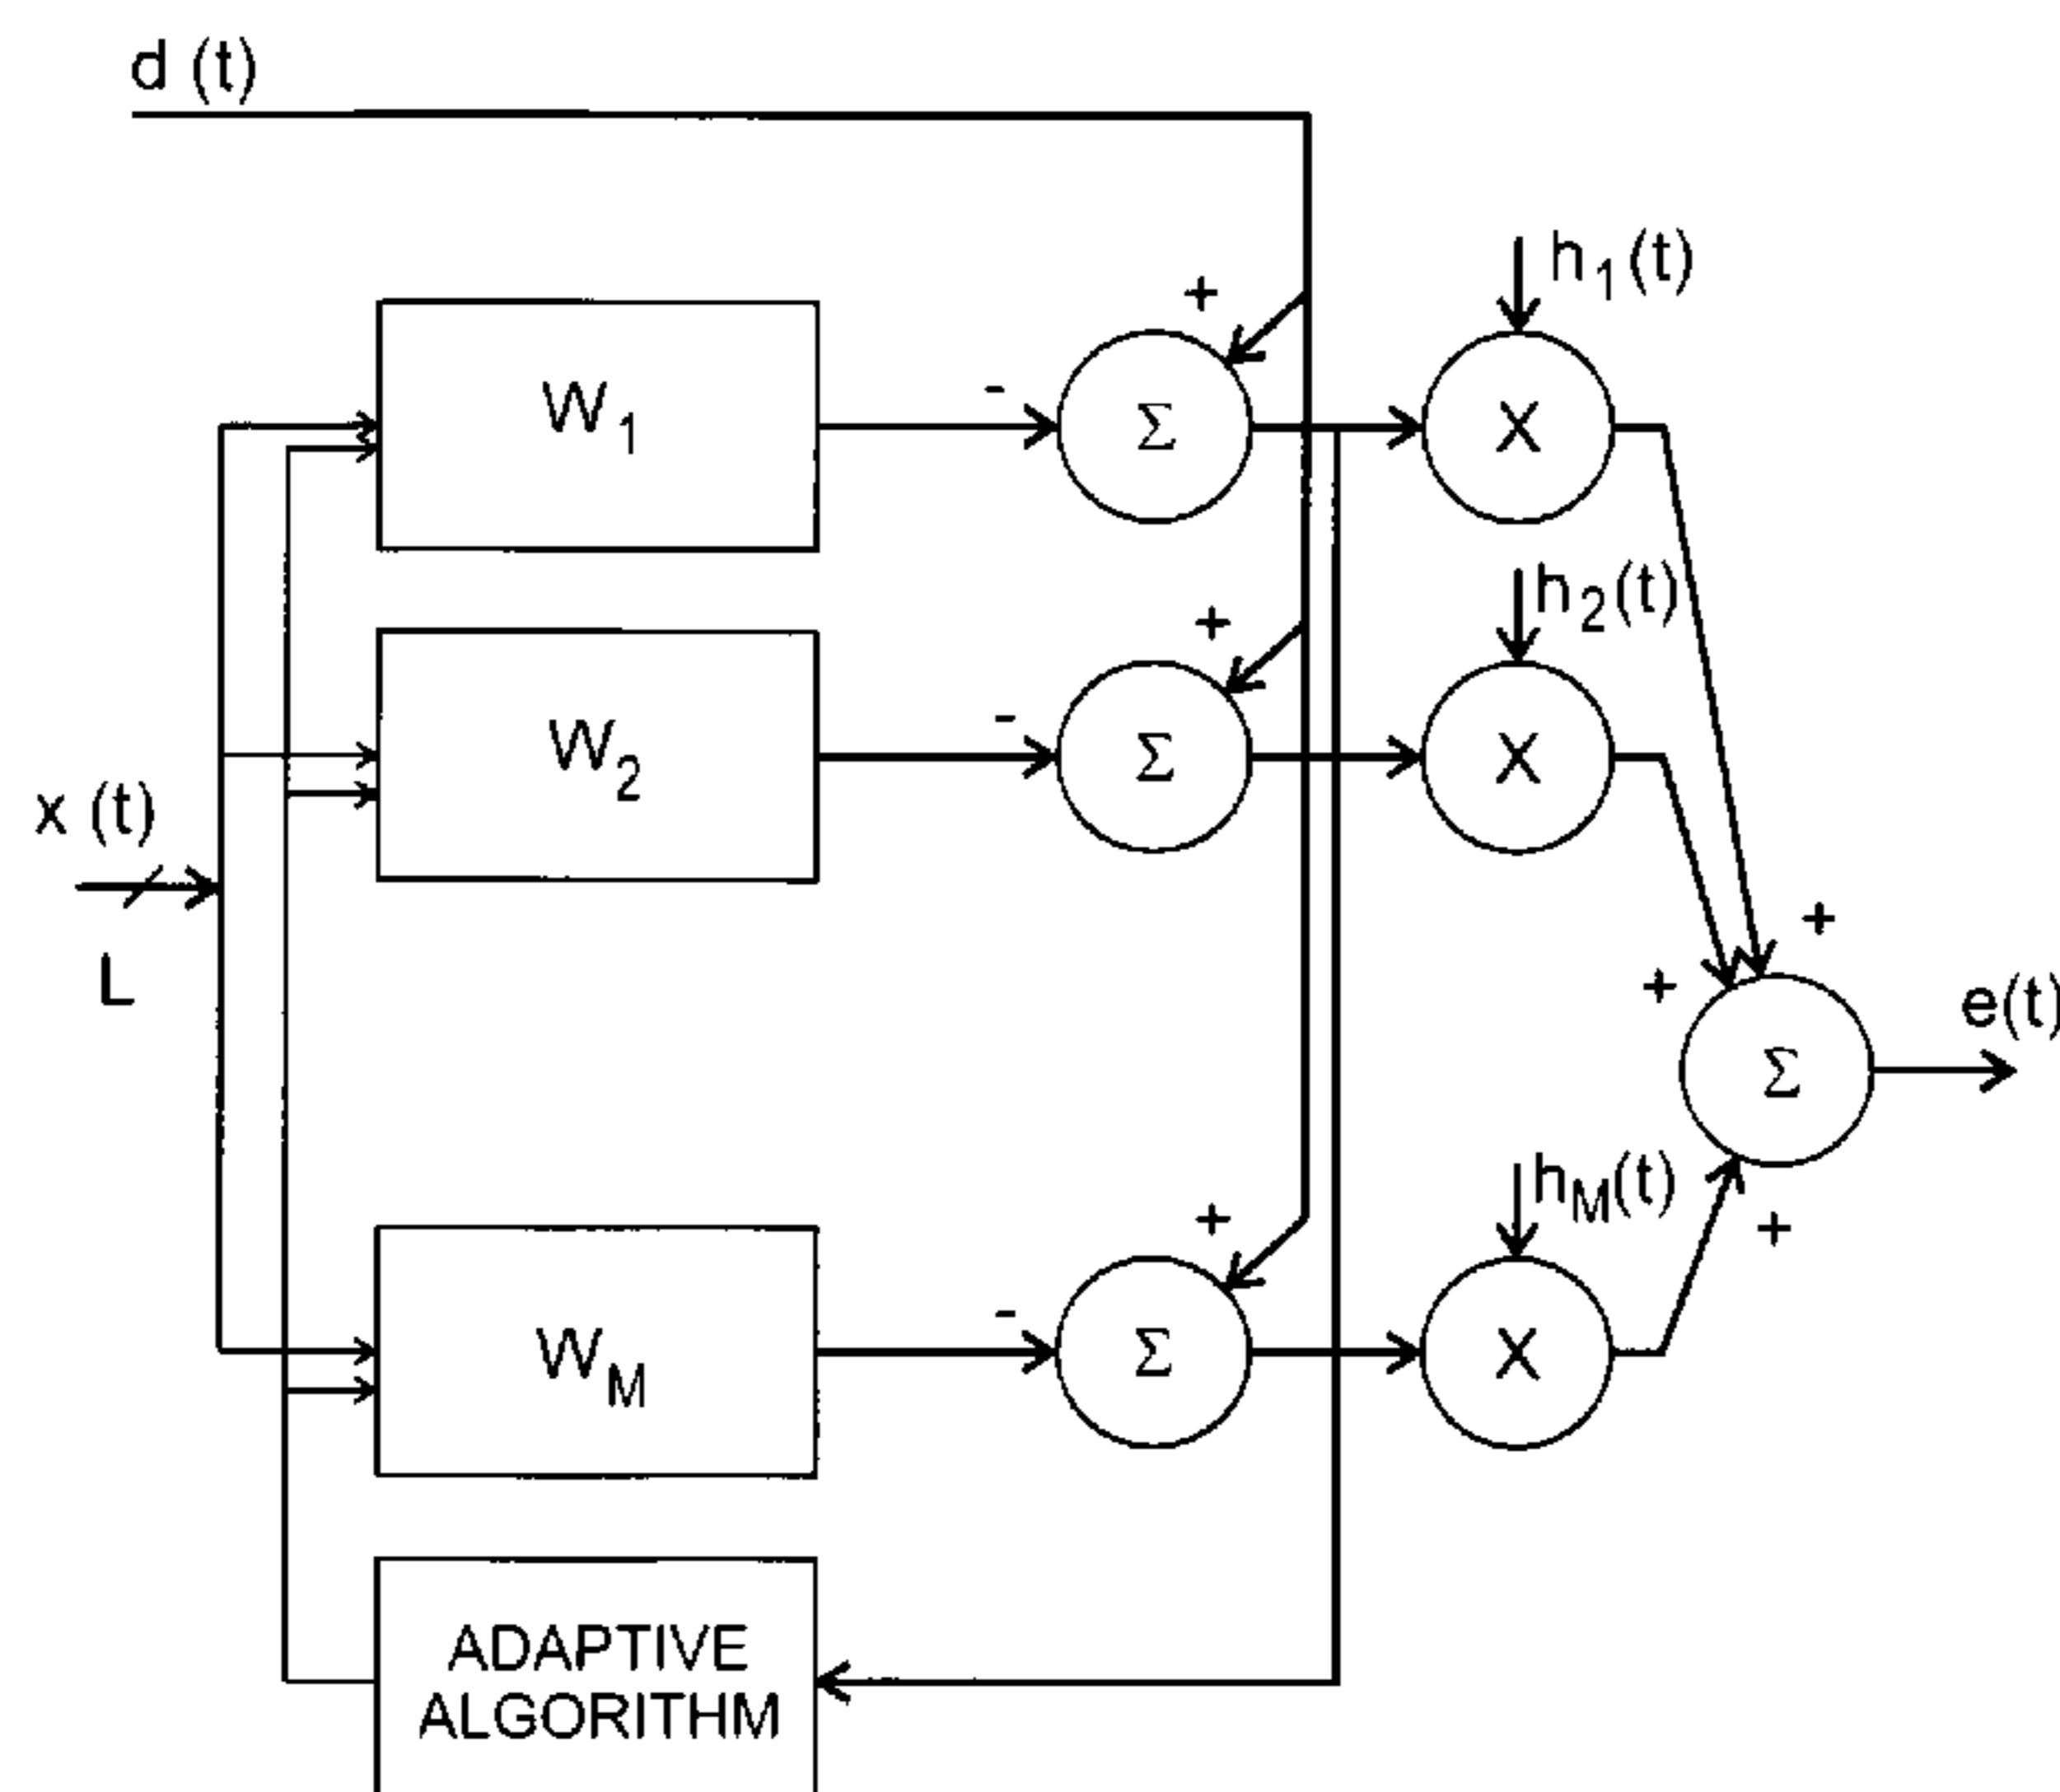 d (t)
+ h1(t)
W1 - Σ X
+ h2(t)
W2 - Σ X
x (t)
L
+
+
e(t)
Σ
+ hM(t)
+
WM - Σ X
ADAPTIVE
ALGORITHM